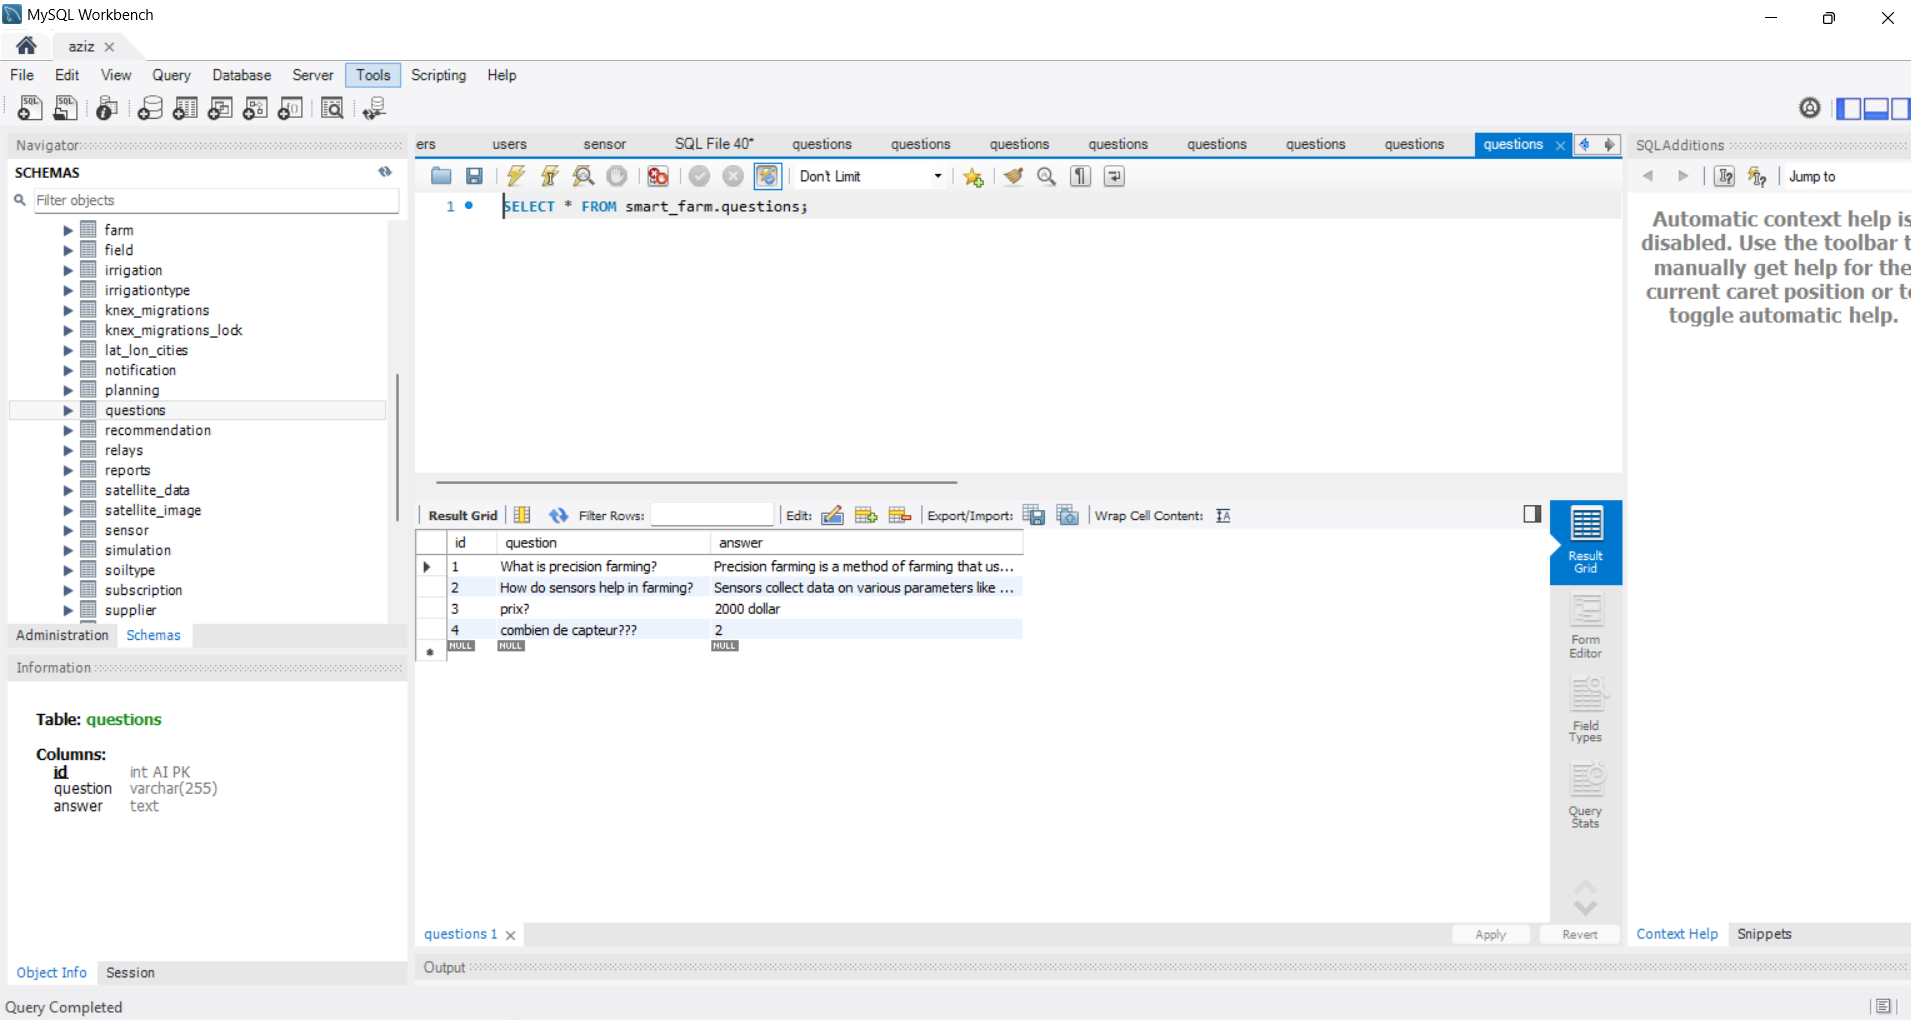 MySQL Workbench
aziz
File Edit View Query Database Server Tools Scripting Help
Navigator
SCHEMAS
Filter objects
farm
field
irrigation
irrigationtype
knex_migrations
knex_migrations_lock
lat_lon_cities
notification
planning
questions
recommendation
relays
reports
satellite_data
satellite_image
sensor
simulation
soiltype
subscription
supplier
Administration Schemas
Information
Table: questions
Columns:
id int AI PK
question varchar(255)
answer text
Object Info Session
Query Completed
ers users sensor SQL File 40* questions questions questions questions questions questions questions questions
Don't Limit
1 SELECT * FROM smart_farm.questions;
Result Grid Filter Rows: Edit: Export/Import: Wrap Cell Content:
id question answer
1 What is precision farming? Precision farming is a method of farming that us...
2 How do sensors help in farming? Sensors collect data on various parameters like ...
3 prix? 2000 dollar
4 combien de capteur??? 2
NULL NULL NULL
Result
Grid
Form
Editor
Field
Types
Query
Stats
questions 1
Apply Revert
Output
SQLAdditions
Jump to
Automatic context help is
disabled. Use the toolbar t
manually get help for the
current caret position or t
toggle automatic help.
Context Help Snippets